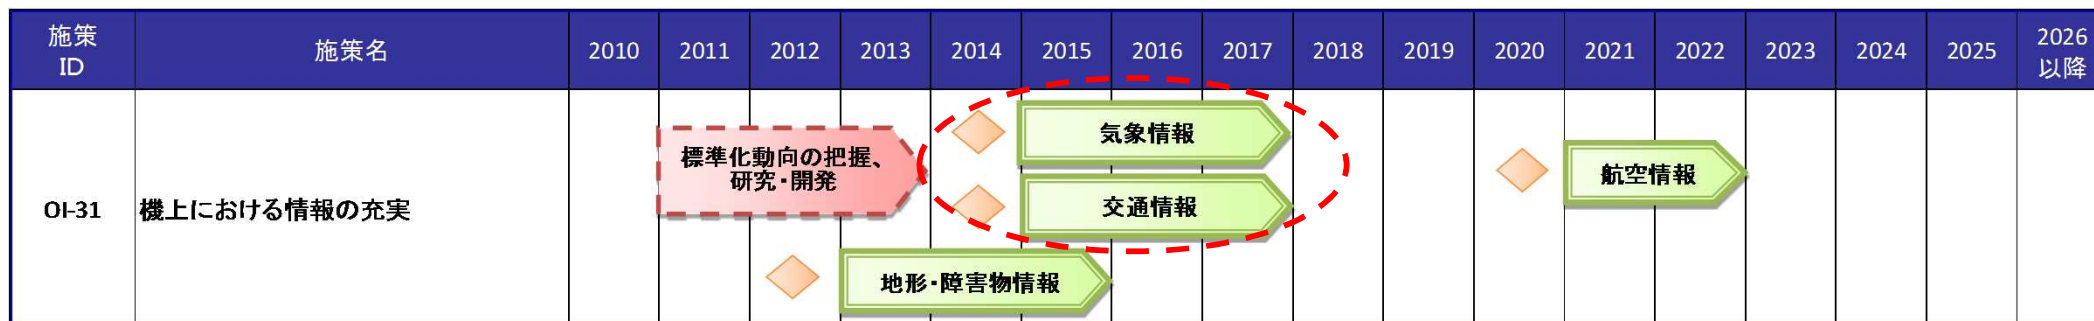 施策
ID
施策名
2010
2011
2012
2013
2014
2015
2016
2017
2018
2019
2020
2021
2022
2023
2024
2025
2026
以降
OI-31
機上における情報の充実
標準化動向の把握、
研究・開発
気象情報
交通情報
地形・障害物情報
航空情報